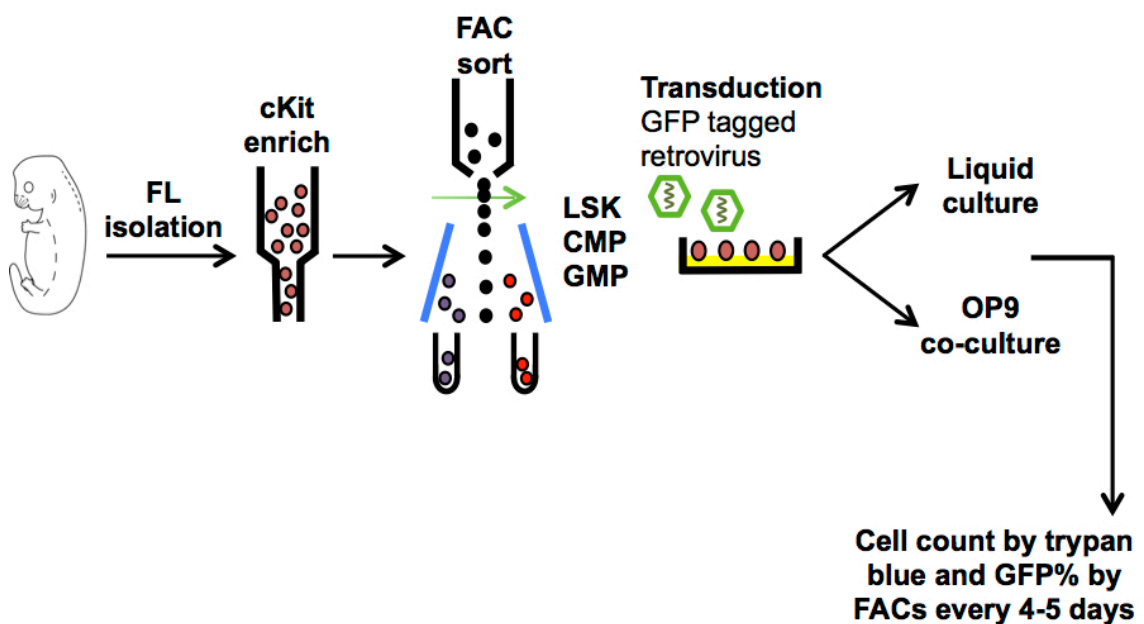 FL
isolation
cKit
enrich
FAC
sort
LSK
CMP
GMP
Transduction
GFP tagged
retrovirus
Liquid
culture
OP9
co-culture
Cell count by trypan
blue and GFP% by
FACs every 4-5 days